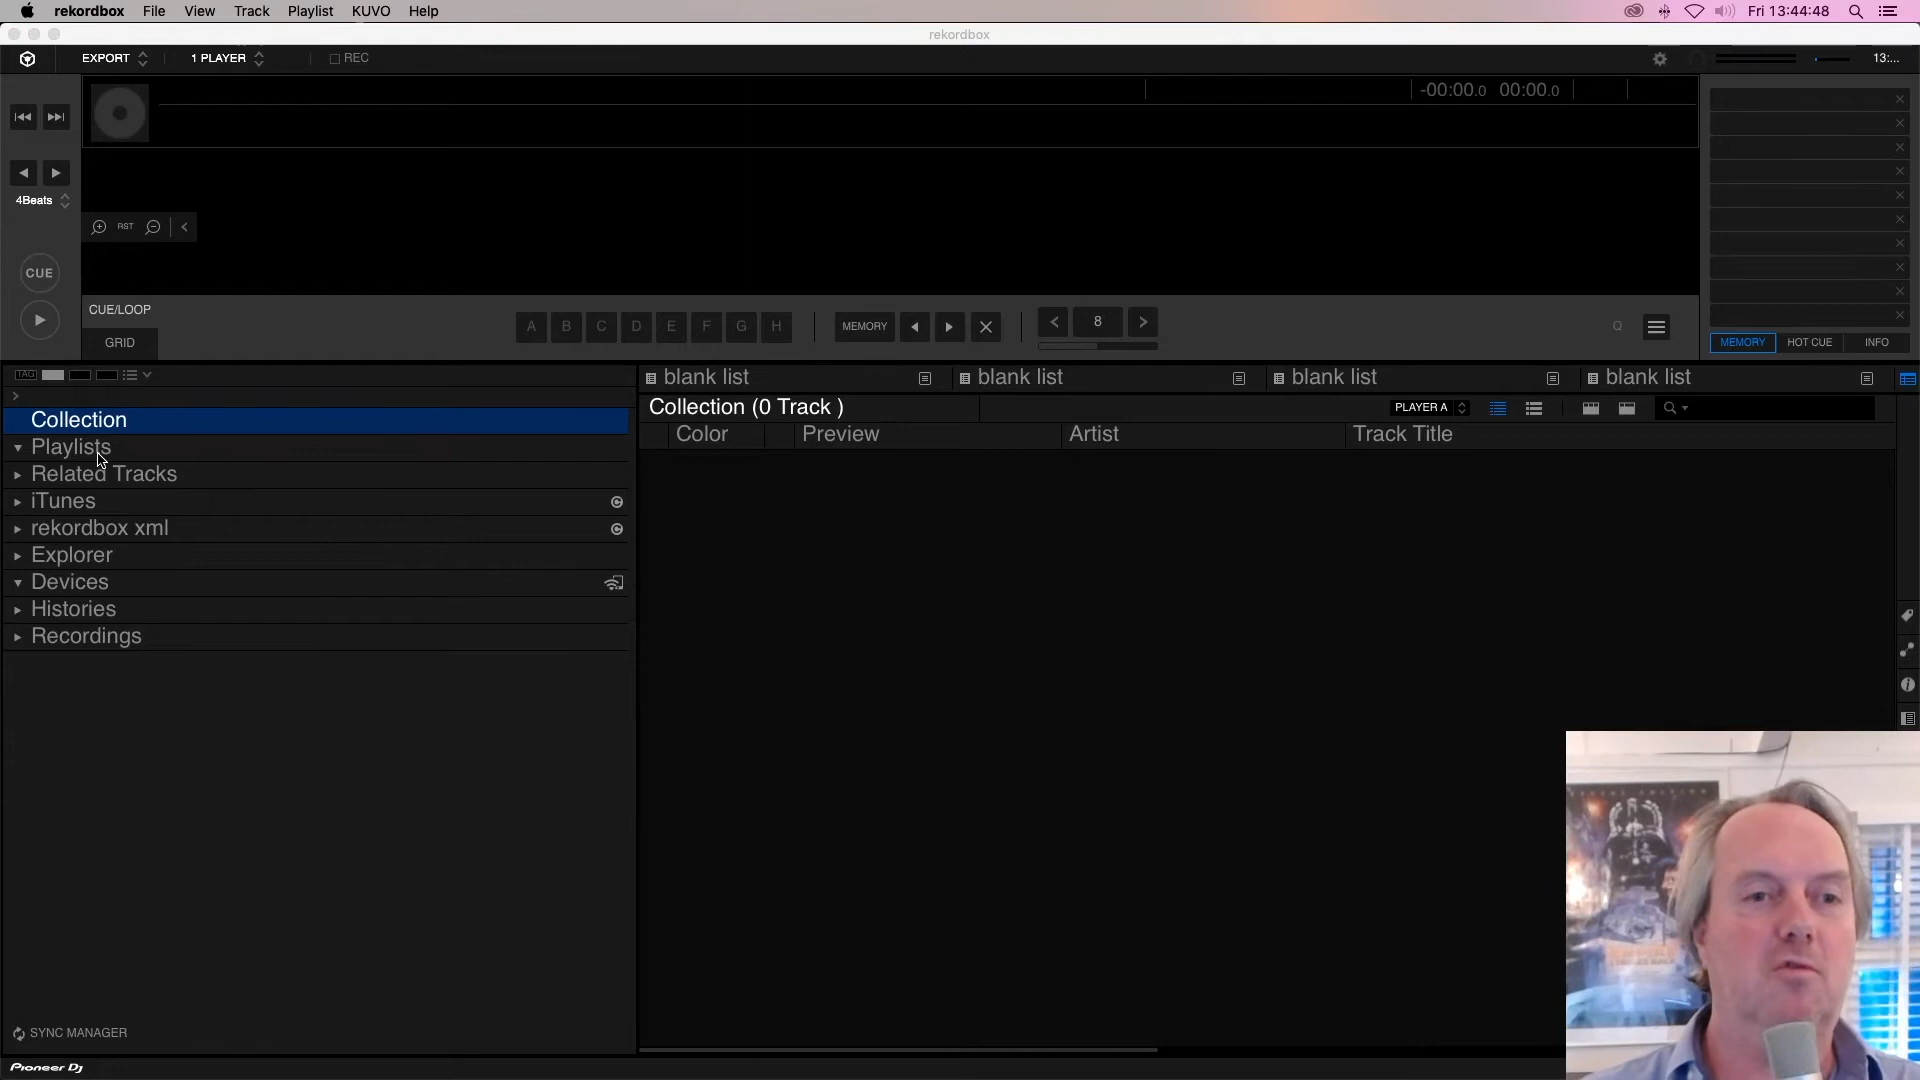 rekordbox File View Track Playlist KUVO Help Fri 13:44:48
rekordbox
EXPORT 1 PLAYER REC 13:...
-00:00.0 00:00.0
4Beats
RST
CUE
CUE/LOOP
GRID
A B C D E F G H MEMORY 8 Q
MEMORY HOT CUE INFO
TAG
blank list blank list blank list blank list
Collection (0 Track ) PLAYER A
Color Preview Artist Track Title
Collection
Playlists
Related Tracks
iTunes
rekordbox xml
Explorer
Devices
Histories
Recordings
SYNC MANAGER
Pioneer Dj